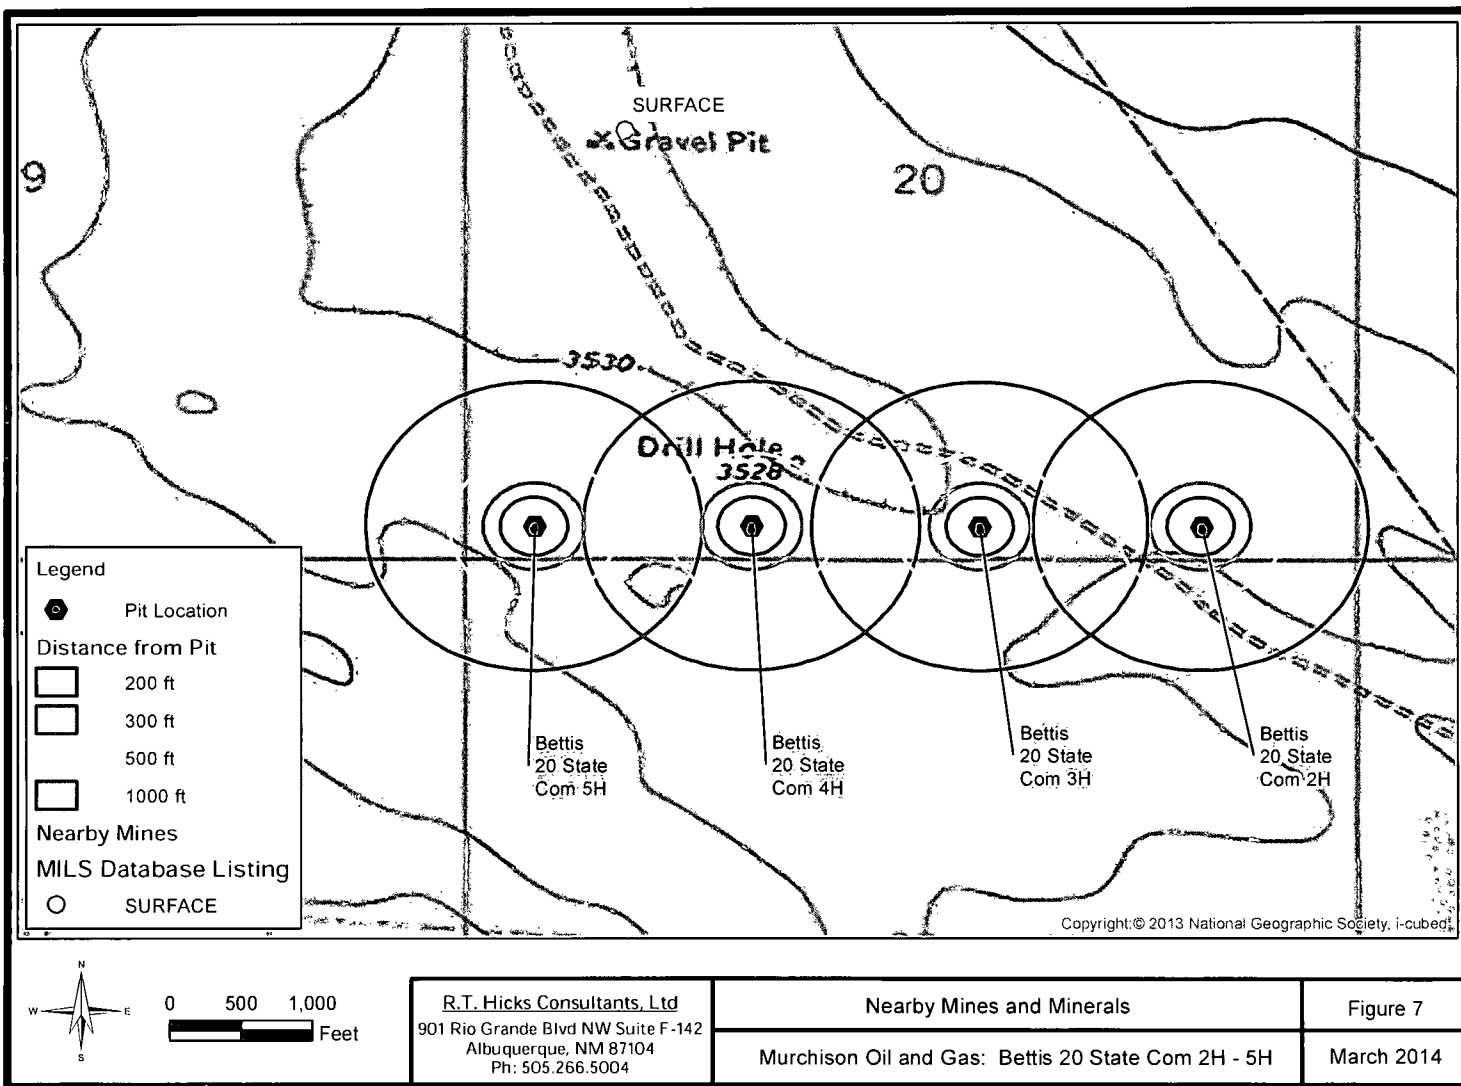 SURFACE
Gravel Pit
9
20
3530
Drill Hole
3528
Legend
Pit Location
Distance from Pit
200 ft
300 ft
500 ft
1000 ft
Nearby Mines
MILS Database Listing
SURFACE
Bettis
20 State
Com 5H
Bettis
20 State
Com 4H
Bettis
20 State
Com 3H
Bettis
20 State
Com 2H
Copyright:© 2013 National Geographic Society, i-cubed
N
W E
S
0 500 1,000
Feet
R.T. Hicks Consultants, Ltd
901 Rio Grande Blvd NW Suite F-142
Albuquerque, NM 87104
Ph: 505.266.5004
Nearby Mines and Minerals
Murchison Oil and Gas: Bettis 20 State Com 2H - 5H
Figure 7
March 2014